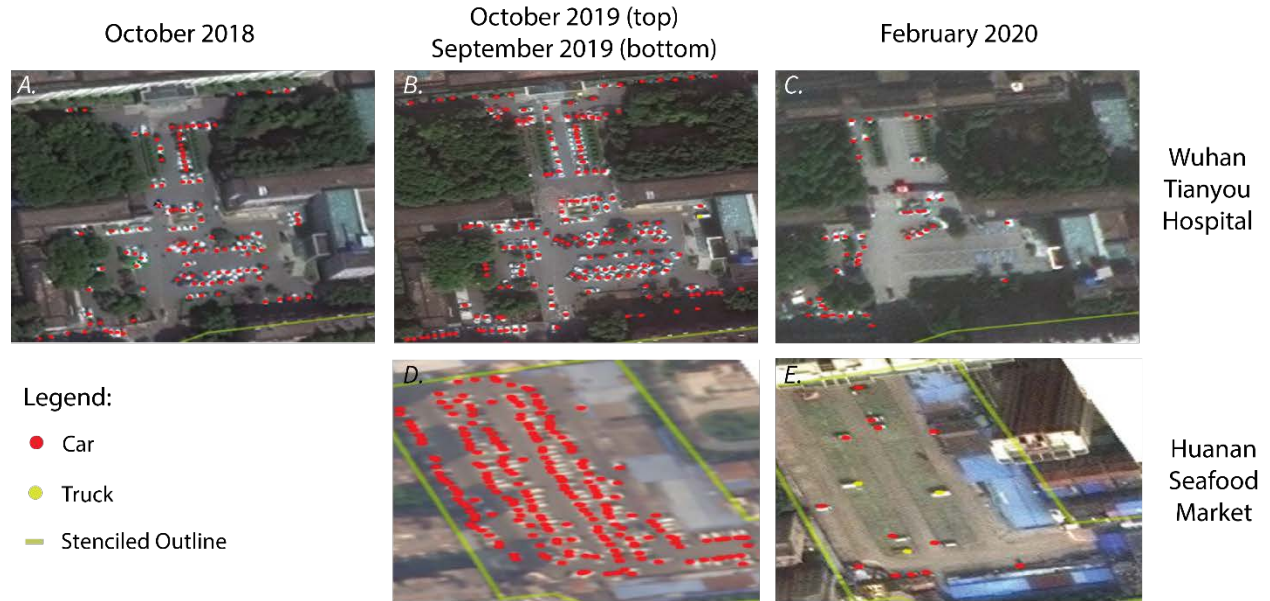 October 2018
October 2019 (top)
September 2019 (bottom)
February 2020
A.
B.
C.
Wuhan
Tianyou
Hospital
D.
E.
Legend:
Car
Truck
Stenciled Outline
Huanan
Seafood
Market